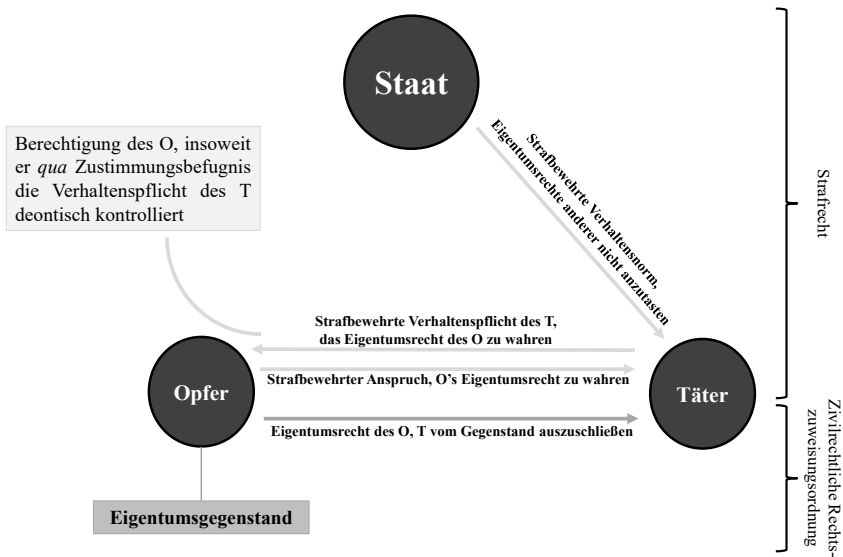 Staat
Berechtigung des O, insoweit
er qua Zustimmungsbefugnis
die Verhaltenspflicht des T
deontisch kontrolliert
Strafbewehrte Verhaltensnorm,
Eigentumsrechte anderer nicht anzutasten
Strafrecht
Strafbewehrte Verhaltenspflicht des T,
das Eigentumsrecht des O zu wahren
Opfer
Strafbewehrter Anspruch, O’s Eigentumsrecht zu wahren
Täter
Eigentumsrecht des O, T vom Gegenstand auszuschließen
Eigentumsgegenstand
Zivilrechtliche Rechts-
zuweisungsordnung